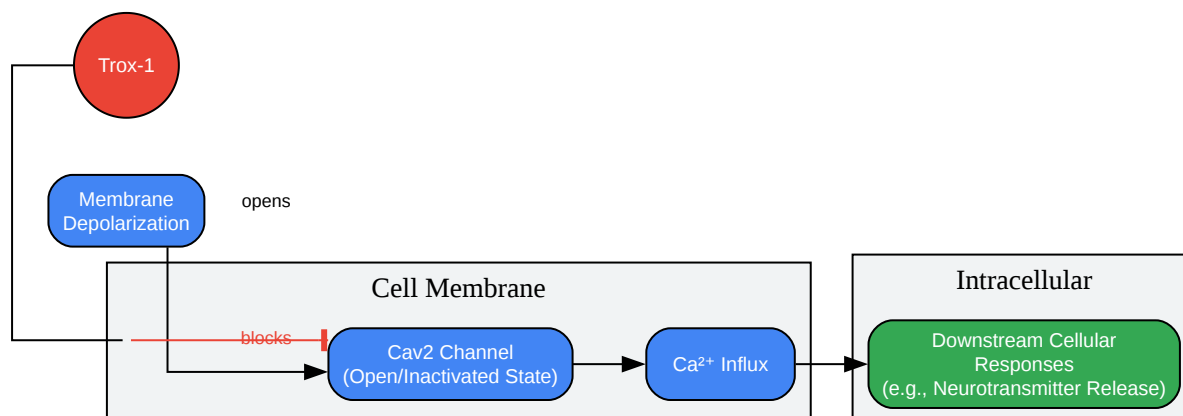 Trox-1
Membrane
Depolarization
opens
Cell Membrane
Intracellular
blocks
Cav2 Channel
(Open/Inactivated State)
Ca²⁺ Influx
Downstream Cellular
Responses
(e.g., Neurotransmitter Release)